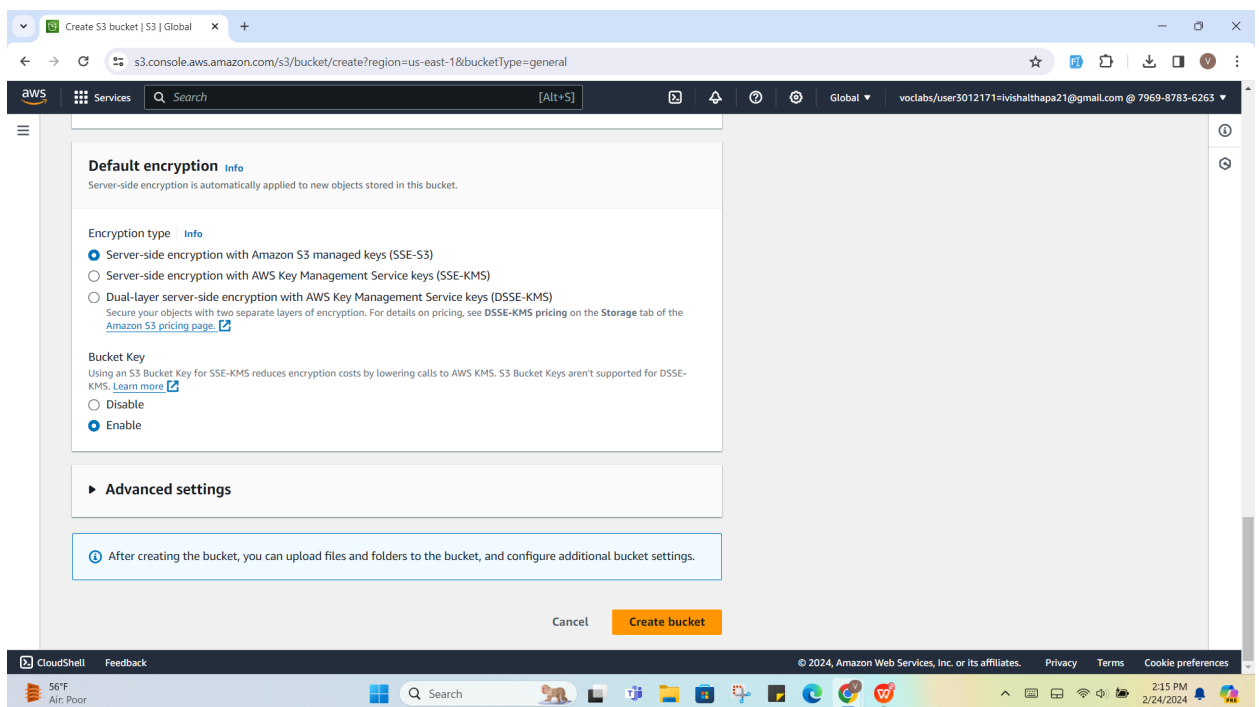 Create S3 bucket | S3 | Global
s3.console.aws.amazon.com/s3/bucket/create?region=us-east-1&bucketType=general
V
aws
Services
Search
[Alt+S]
Global
voclabs/user3012171=ivishalthapa21@gmail.com @ 7969-8783-6263
Default encryption Info
Server-side encryption is automatically applied to new objects stored in this bucket.
Encryption type Info
Server-side encryption with Amazon S3 managed keys (SSE-S3)
Server-side encryption with AWS Key Management Service keys (SSE-KMS)
Dual-layer server-side encryption with AWS Key Management Service keys (DSSE-KMS)
Secure your objects with two separate layers of encryption. For details on pricing, see DSSE-KMS pricing on the Storage tab of the
Amazon S3 pricing page.
Bucket Key
Using an S3 Bucket Key for SSE-KMS reduces encryption costs by lowering calls to AWS KMS. S3 Bucket Keys aren't supported for DSSE-
KMS. Learn more
Disable
Enable
Advanced settings
After creating the bucket, you can upload files and folders to the bucket, and configure additional bucket settings.
Cancel
Create bucket
CloudShell
Feedback
© 2024, Amazon Web Services, Inc. or its affiliates.
Privacy
Terms
Cookie preferences
56°F
Air: Poor
Search
2:15 PM
2/24/2024